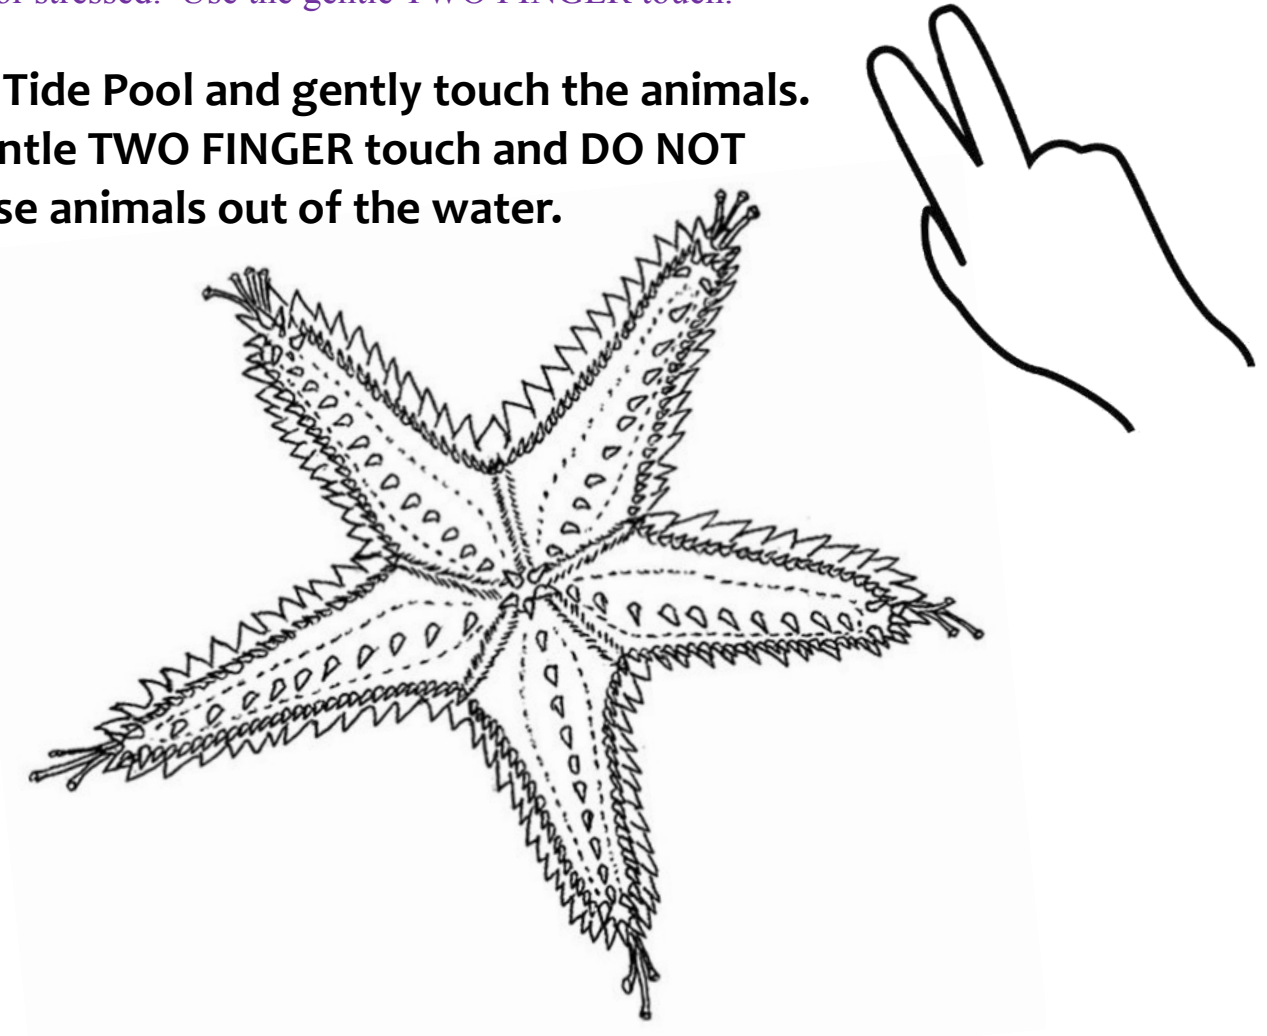 or stressed. Use the gentle TWO FINGER touch.
Tide Pool and gently touch the animals.
ntle TWO FINGER touch and DO NOT
se animals out of the water.